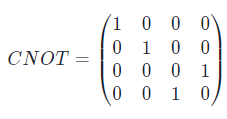 CNOT = 
1 0 0 0
0 1 0 0
0 0 0 1
0 0 1 0